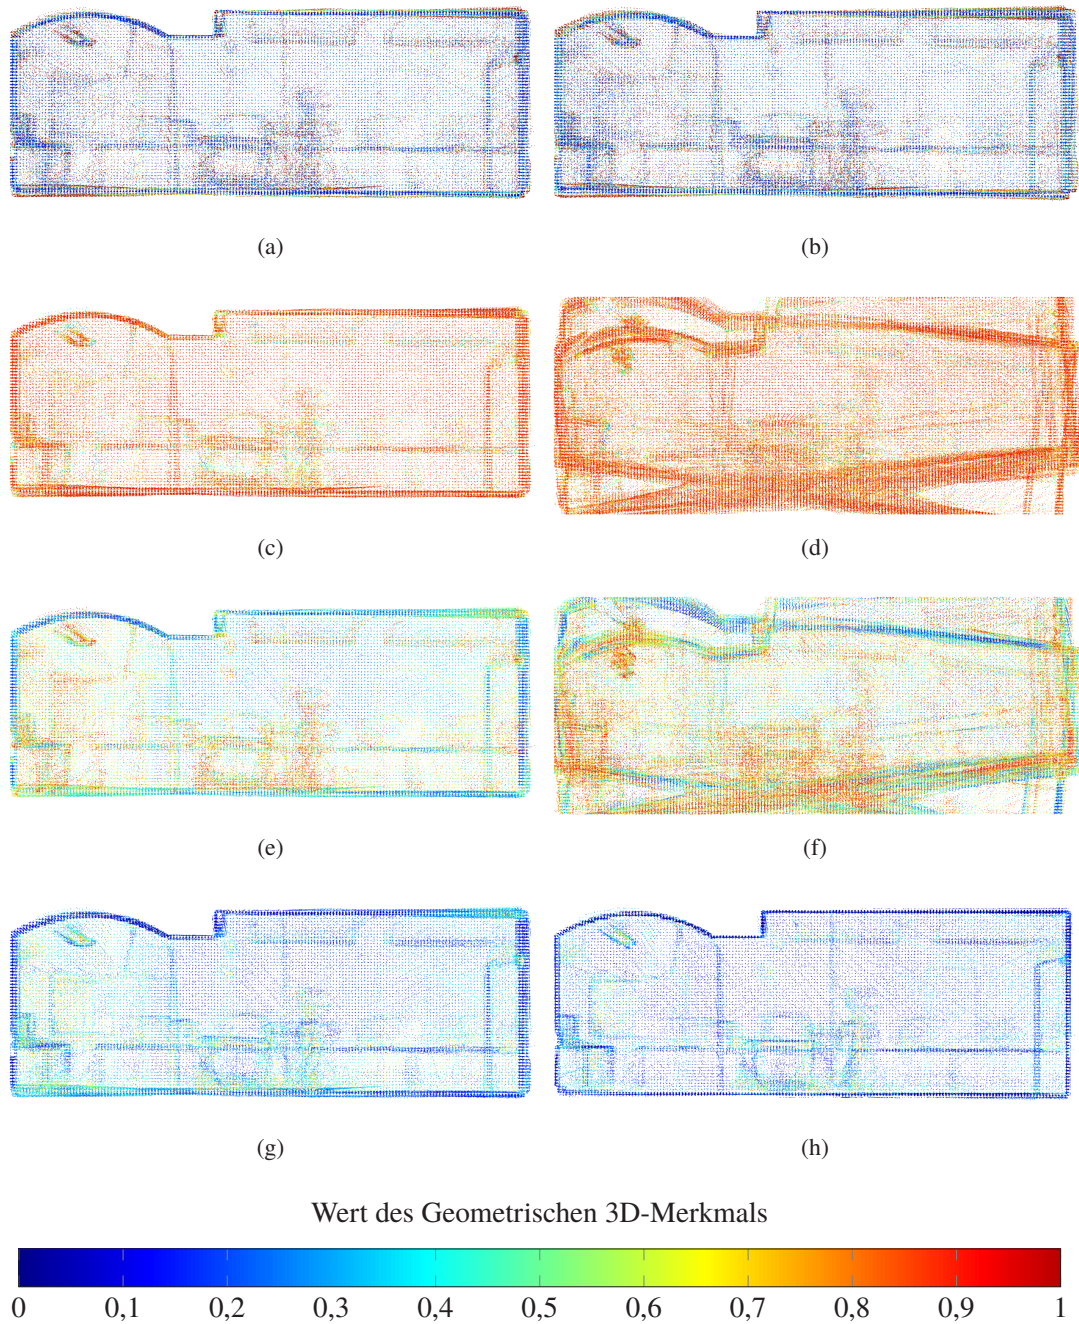 (a)
(b)
(c)
(d)
(e)
(f)
(g)
(h)
Wert des Geometrischen 3D-Merkmals
0 0,1 0,2 0,3 0,4 0,5 0,6 0,7 0,8 0,9 1